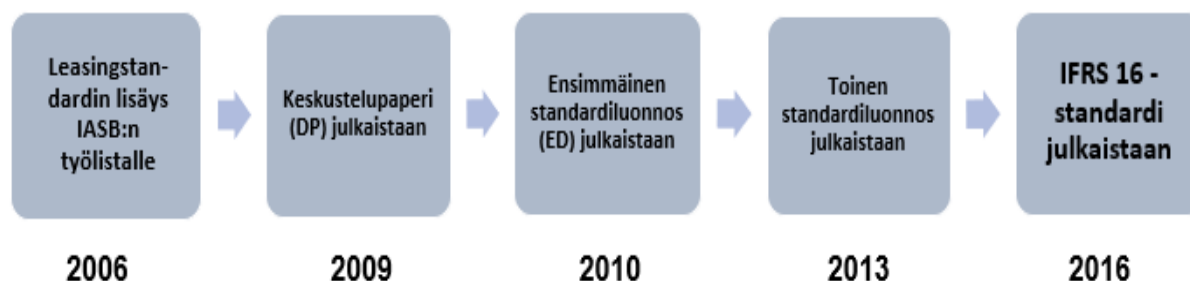 Leasingstan-
dardin lisäys
IASB:n
työlistalle
Keskustelupaperi
(DP) julkaistaan
Ensimmäinen
standardiluonnos
(ED) julkaistaan
Toinen
standardiluonnos
julkaistaan
IFRS 16 -
standardi
julkaistaan
2006
2009
2010
2013
2016